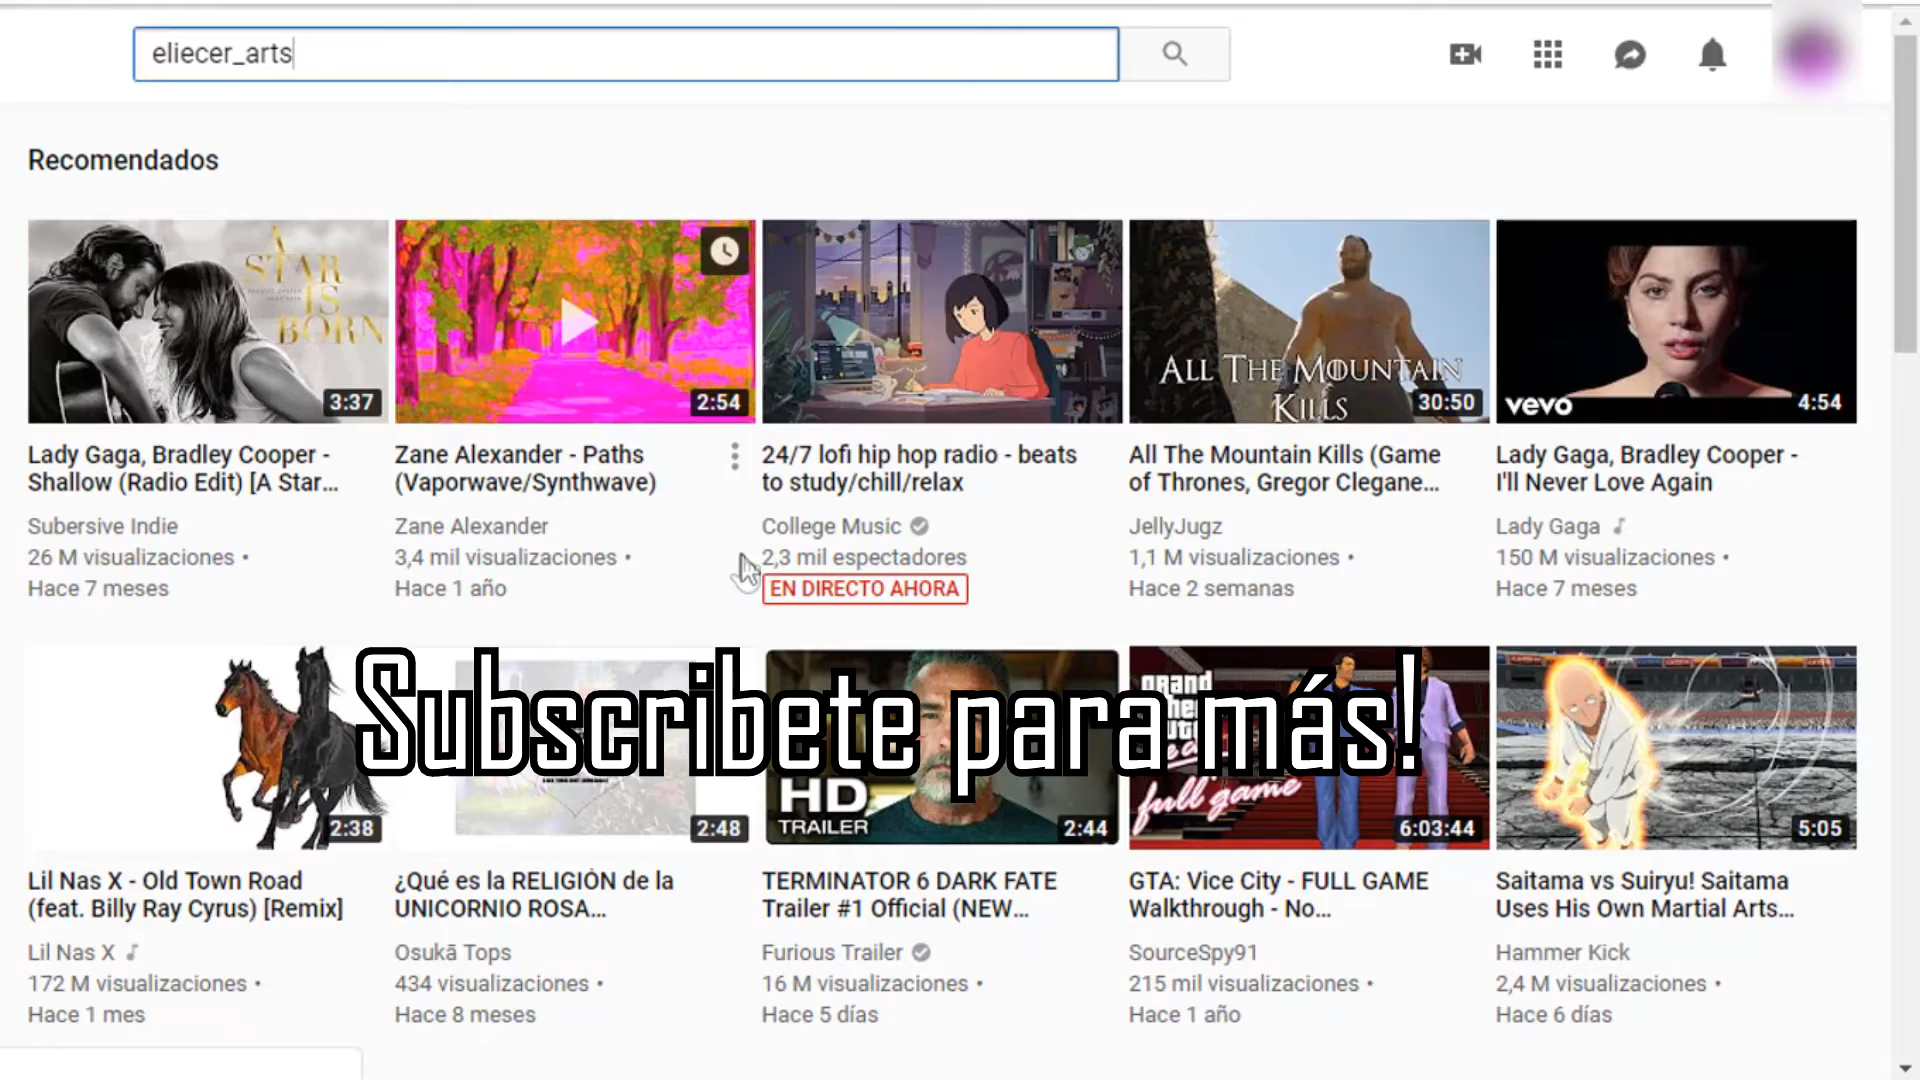 eliecer_arts
Recomendados
A
STAR
IS
BORN
3:37
2:54
ALL THE MOUNTAIN
KILLS
30:50
vevo
4:54
Lady Gaga, Bradley Cooper -
Shallow (Radio Edit) [A Star...
Subersive Indie
26 M visualizaciones •
Hace 7 meses
Zane Alexander - Paths
(Vaporwave/Synthwave)
Zane Alexander
3,4 mil visualizaciones •
Hace 1 año
24/7 lofi hip hop radio - beats
to study/chill/relax
College Music
2,3 mil espectadores
EN DIRECTO AHORA
All The Mountain Kills (Game
of Thrones, Gregor Clegane...
JellyJugz
1,1 M visualizaciones •
Hace 2 semanas
Lady Gaga, Bradley Cooper -
I'll Never Love Again
Lady Gaga
150 M visualizaciones •
Hace 7 meses
Subscribete para más!
2:38
2:48
HD
TRAILER
2:44
grand
full game
6:03:44
5:05
Lil Nas X - Old Town Road
(feat. Billy Ray Cyrus) [Remix]
Lil Nas X
172 M visualizaciones •
Hace 1 mes
¿Qué es la RELIGIÓN de la
UNICORNIO ROSA...
Osukā Tops
434 visualizaciones •
Hace 8 meses
TERMINATOR 6 DARK FATE
Trailer #1 Official (NEW...
Furious Trailer
16 M visualizaciones •
Hace 5 días
GTA: Vice City - FULL GAME
Walkthrough - No...
SourceSpy91
215 mil visualizaciones •
Hace 1 año
Saitama vs Suiryu! Saitama
Uses His Own Martial Arts...
Hammer Kick
2,4 M visualizaciones •
Hace 6 días